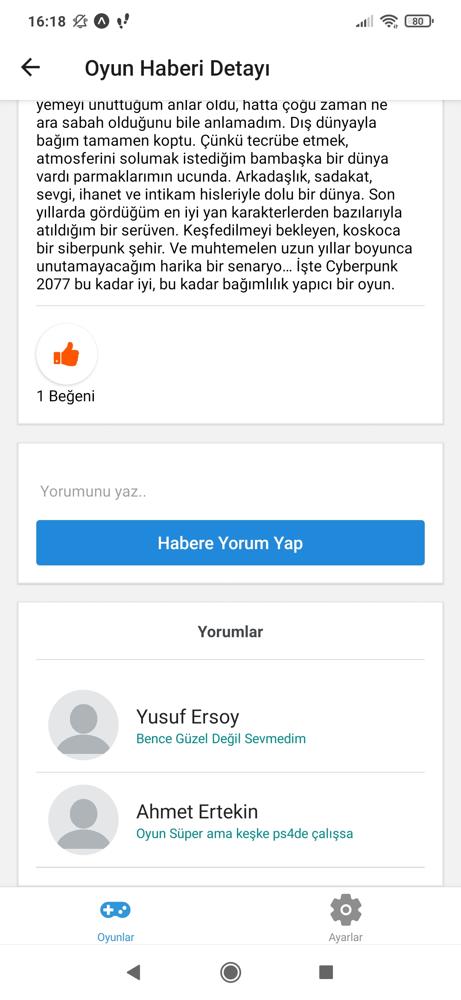 16:18
80
Oyun Haberi Detayı
yemeyi unuttuğum anlar oldu, hatta çoğu zaman ne
ara sabah olduğunu bile anlamadım. Dış dünyayla
bağım tamamen koptu. Çünkü tecrübe etmek,
atmosferini solumak istediğim bambaşka bir dünya
vardı parmaklarımın ucunda. Arkadaşlık, sadakat,
sevgi, ihanet ve intikam hisleriyle dolu bir dünya. Son
yıllarda gördüğüm en iyi yan karakterlerden bazılarıyla
atıldığım bir serüven. Keşfedilmeyi bekleyen, koskoca
bir siberpunk şehir. Ve muhtemelen uzun yıllar boyunca
unutamayacağım harika bir senaryo… İşte Cyberpunk
2077 bu kadar iyi, bu kadar bağımlılık yapıcı bir oyun.
1 Beğeni
Yorumunu yaz..
Habere Yorum Yap
Yorumlar
Yusuf Ersoy
Bence Güzel Değil Sevmedim
Ahmet Ertekin
Oyun Süper ama keşke ps4de çalışsa
Oyunlar
Ayarlar